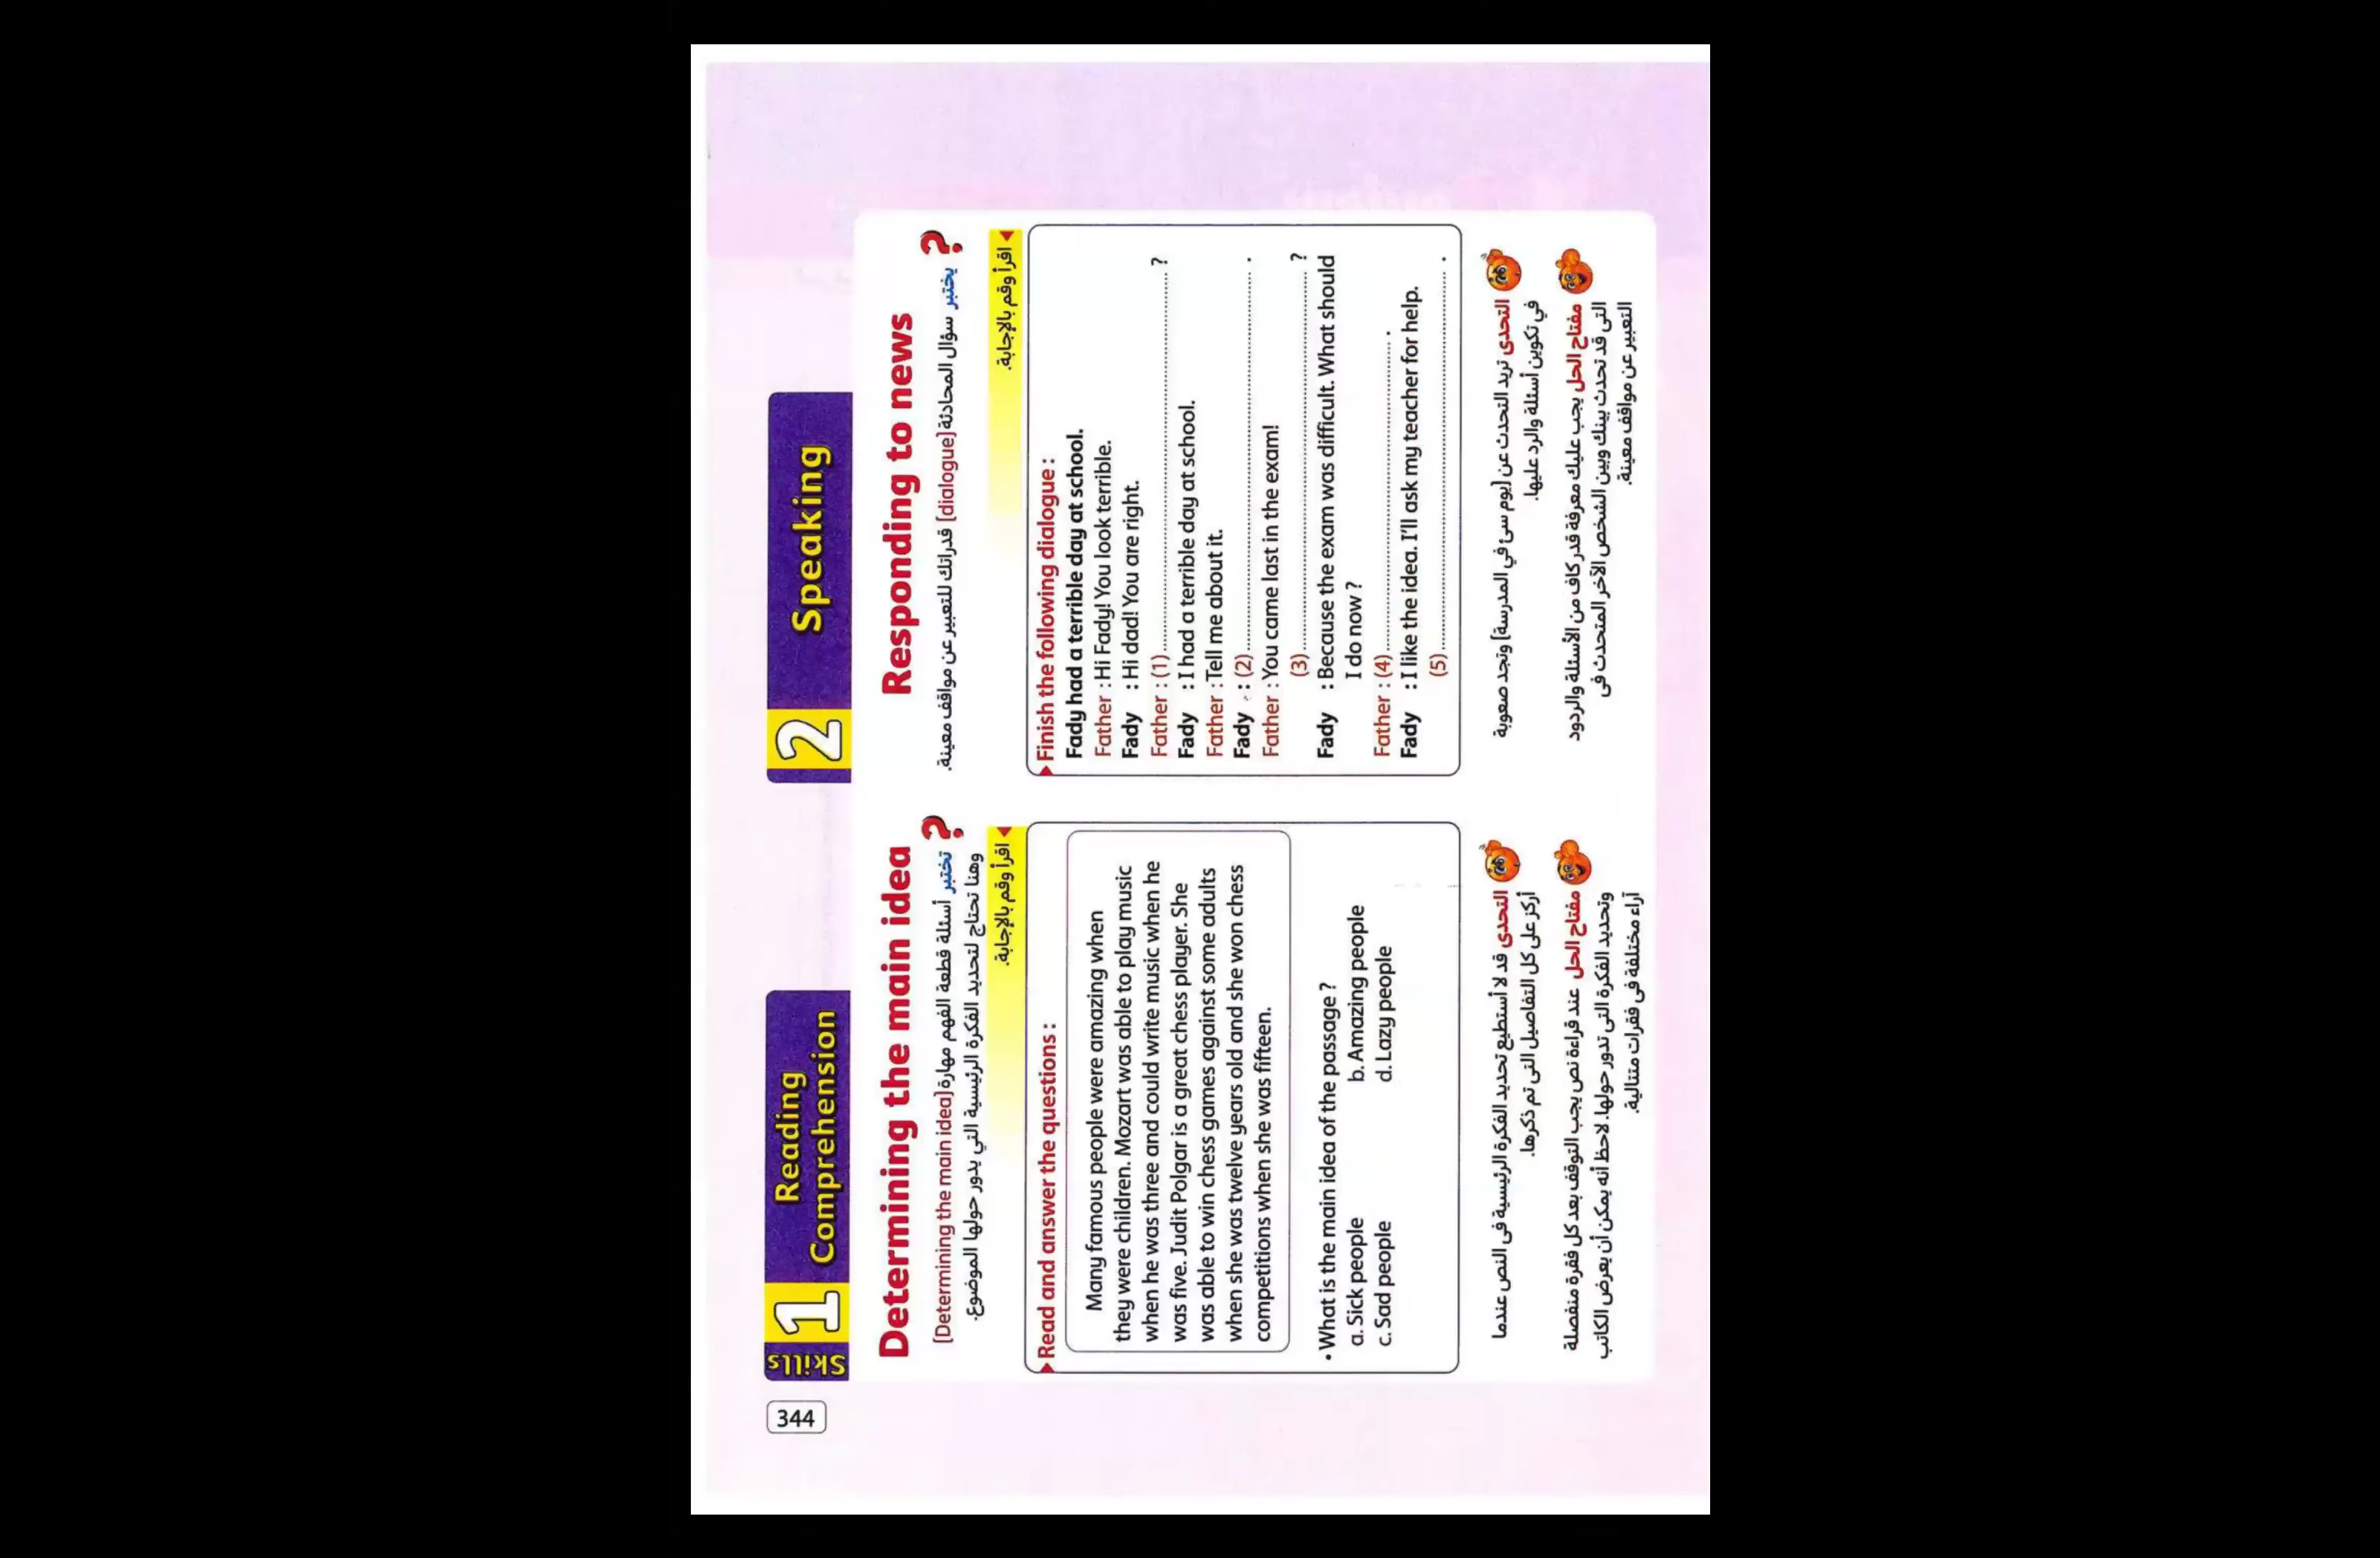 344
Skills 1
Reading
Comprehension
Determining the main idea
تختبر أسئلة قطعة الفهم مهارة [Determining the main idea]
وهنا تحتاج لتحديد الفكرة الرئيسية التي يدور حولها الموضوع.
اقرأ وقم بالإجابة.
Read and answer the questions :
Many famous people were amazing when
they were children. Mozart was able to play music
when he was three and could write music when he
was five. Judit Polgar is a great chess player. She
was able to win chess games against some adults
when she was twelve years old and she won chess
competitions when she was fifteen.
• What is the main idea of the passage ?
a. Sick people b. Amazing people
c. Sad people d. Lazy people
التحدى قد لا أستطيع تحديد الفكرة الرئيسية فى النص عندما
أركز على كل التفاصيل التى تم ذكرها.
مفتاح الحل عند قراءة نص يجب التوقف بعد كل فقرة منفصلة
وتحديد الفكرة التى تدور حولها. لاحظ أنه يمكن أن يعرض الكاتب
آراء مختلفة فى فقرات متتالية.
2 Speaking
Responding to news
يختبر سؤال المحادثة [dialogue] قدراتك للتعبير عن مواقف معينة.
اقرأ وقم بالإجابة.
Finish the following dialogue :
Fady had a terrible day at school.
Father : Hi Fady! You look terrible.
Fady : Hi dad! You are right.
Father : (1) ........................................ ?
Fady : I had a terrible day at school.
Father : Tell me about it.
Fady : (2) ........................................ .
Father : You came last in the exam!
(3) ........................................ ?
Fady : Because the exam was difficult. What should
I do now ?
Father : (4) ........................................ .
Fady : I like the idea. I'll ask my teacher for help.
(5) ........................................ .
التحدى تريد التحدث عن [يوم سئ في المدرسة] وتجد صعوبة
في تكوين أسئلة والرد عليها.
مفتاح الحل يجب عليك معرفة قدر كاف من الأسئلة والردود
التى قد تحدث بينك وبين الشخص الآخر المتحدث فى
التعبير عن مواقف معينة.